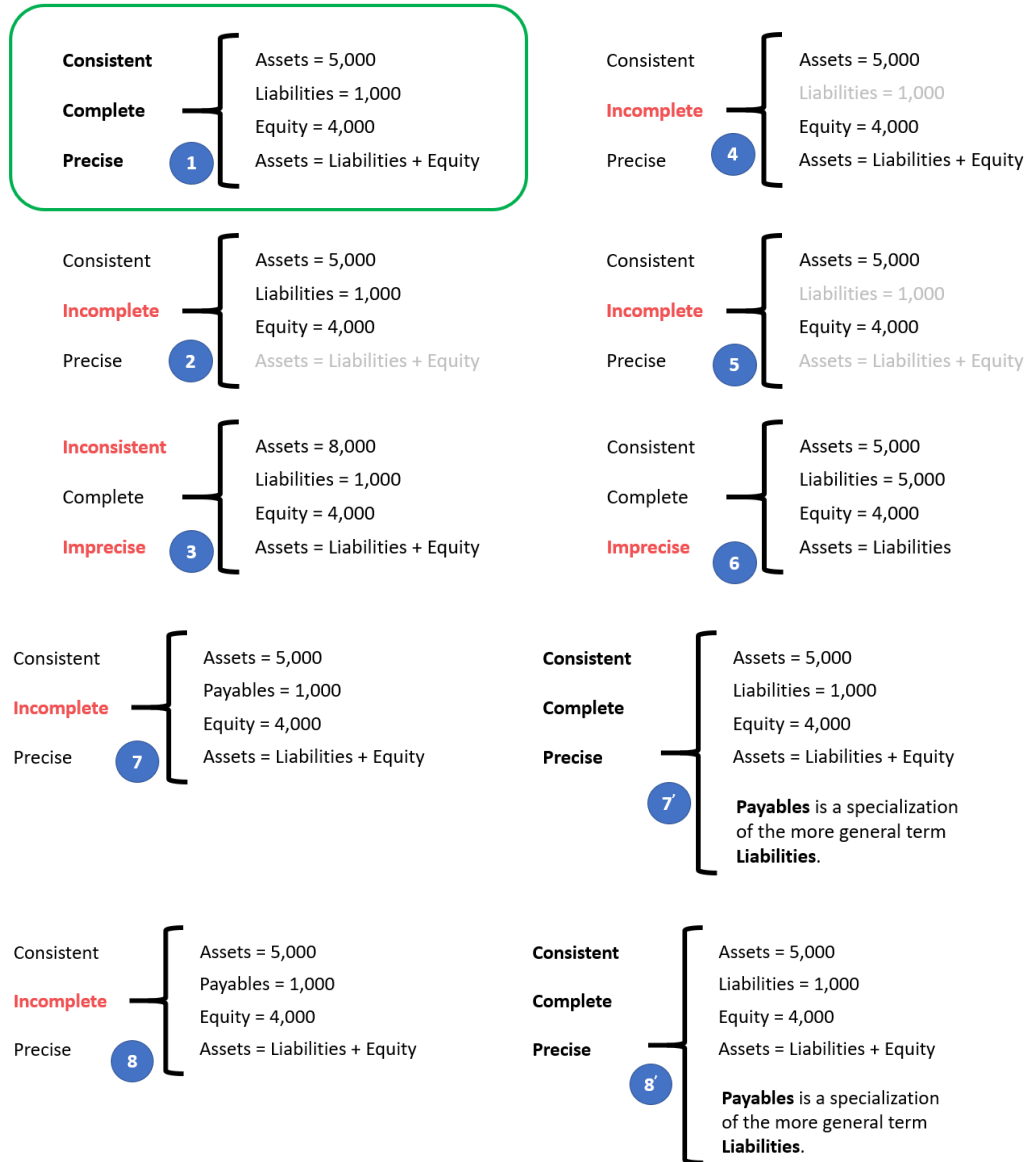 Consistent
Complete
Precise
1
Assets = 5,000
Liabilities = 1,000
Equity = 4,000
Assets = Liabilities + Equity
Consistent
Incomplete
Precise
4
Assets = 5,000
Liabilities = 1,000
Equity = 4,000
Assets = Liabilities + Equity
Consistent
Incomplete
Precise
2
Assets = 5,000
Liabilities = 1,000
Equity = 4,000
Assets = Liabilities + Equity
Consistent
Incomplete
Precise
5
Assets = 5,000
Liabilities = 1,000
Equity = 4,000
Assets = Liabilities + Equity
Inconsistent
Complete
Imprecise
3
Assets = 8,000
Liabilities = 1,000
Equity = 4,000
Assets = Liabilities + Equity
Consistent
Complete
Imprecise
6
Assets = 5,000
Liabilities = 5,000
Equity = 4,000
Assets = Liabilities
Consistent
Incomplete
Precise
7
Assets = 5,000
Payables = 1,000
Equity = 4,000
Assets = Liabilities + Equity
Consistent
Complete
Precise
7’
Assets = 5,000
Liabilities = 1,000
Equity = 4,000
Assets = Liabilities + Equity
Payables is a specialization
of the more general term
Liabilities.
Consistent
Incomplete
Precise
8
Assets = 5,000
Payables = 1,000
Equity = 4,000
Assets = Liabilities + Equity
Consistent
Complete
Precise
8’
Assets = 5,000
Liabilities = 1,000
Equity = 4,000
Assets = Liabilities + Equity
Payables is a specialization
of the more general term
Liabilities.